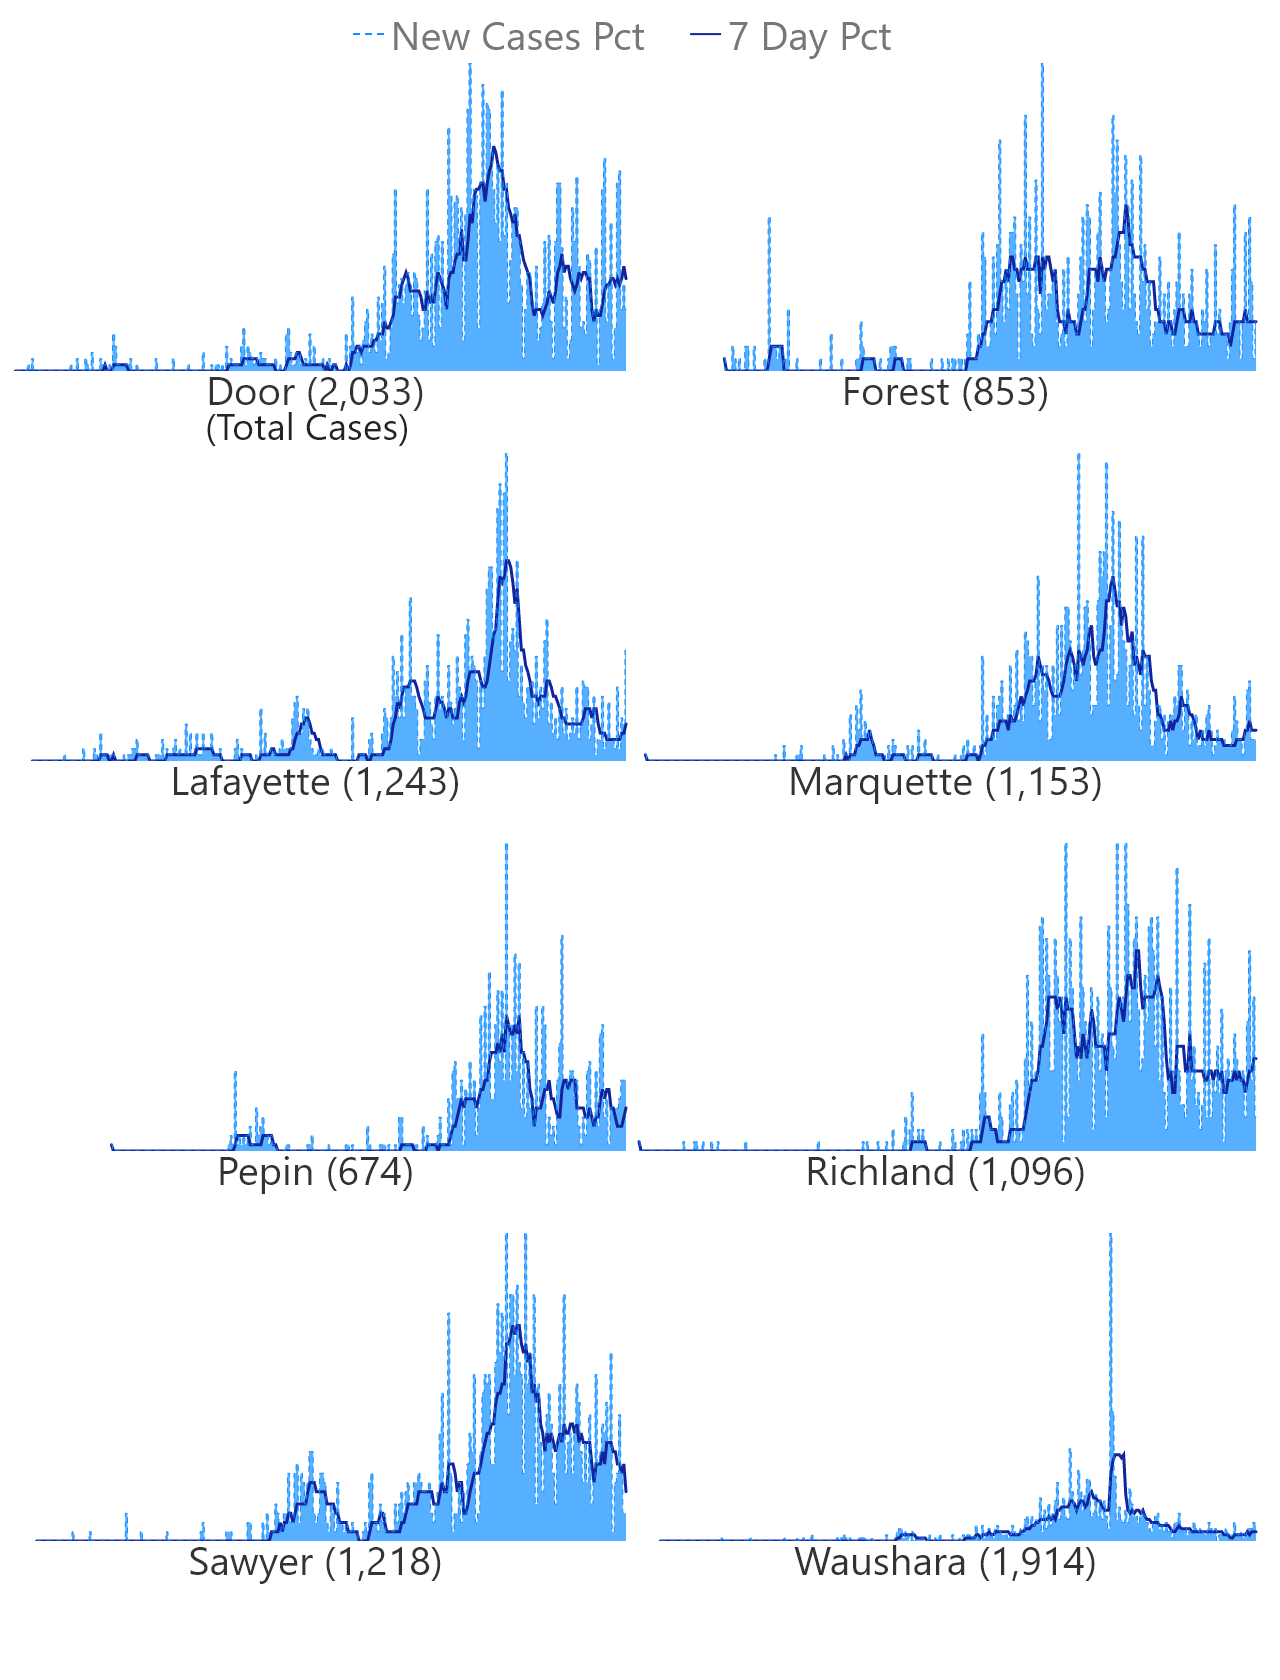 New Cases Pct 7 Day Pct
Door (2,033) Forest (853)
(Total Cases)
Lafayette (1,243) Marquette (1,153)
Pepin (674) Richland (1,096)
Sawyer (1,218) Waushara (1,914)